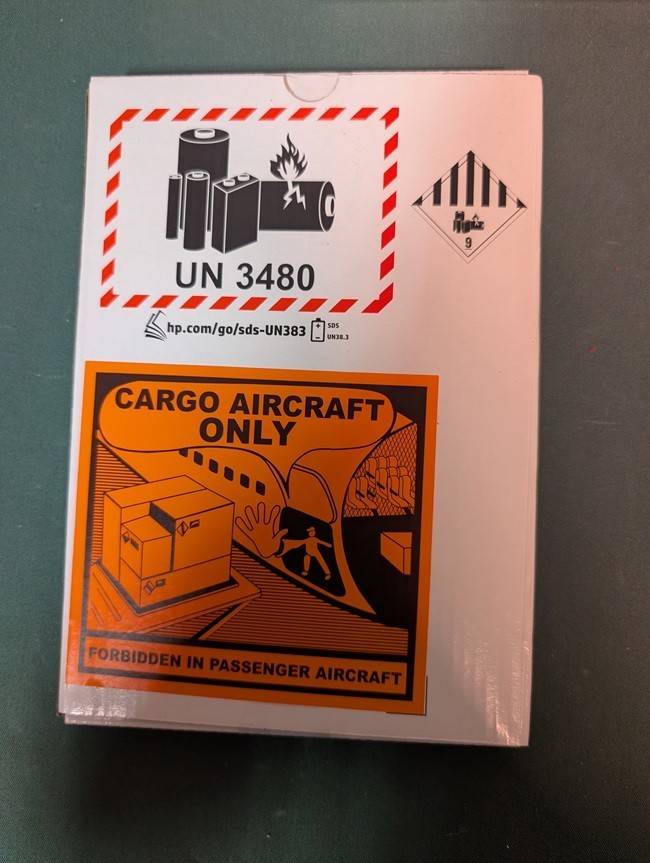 UN 3480
9
hp.com/go/sds-UN383
SDS
UN38.3
CARGO AIRCRAFT
ONLY
FORBIDDEN IN PASSENGER AIRCRAFT